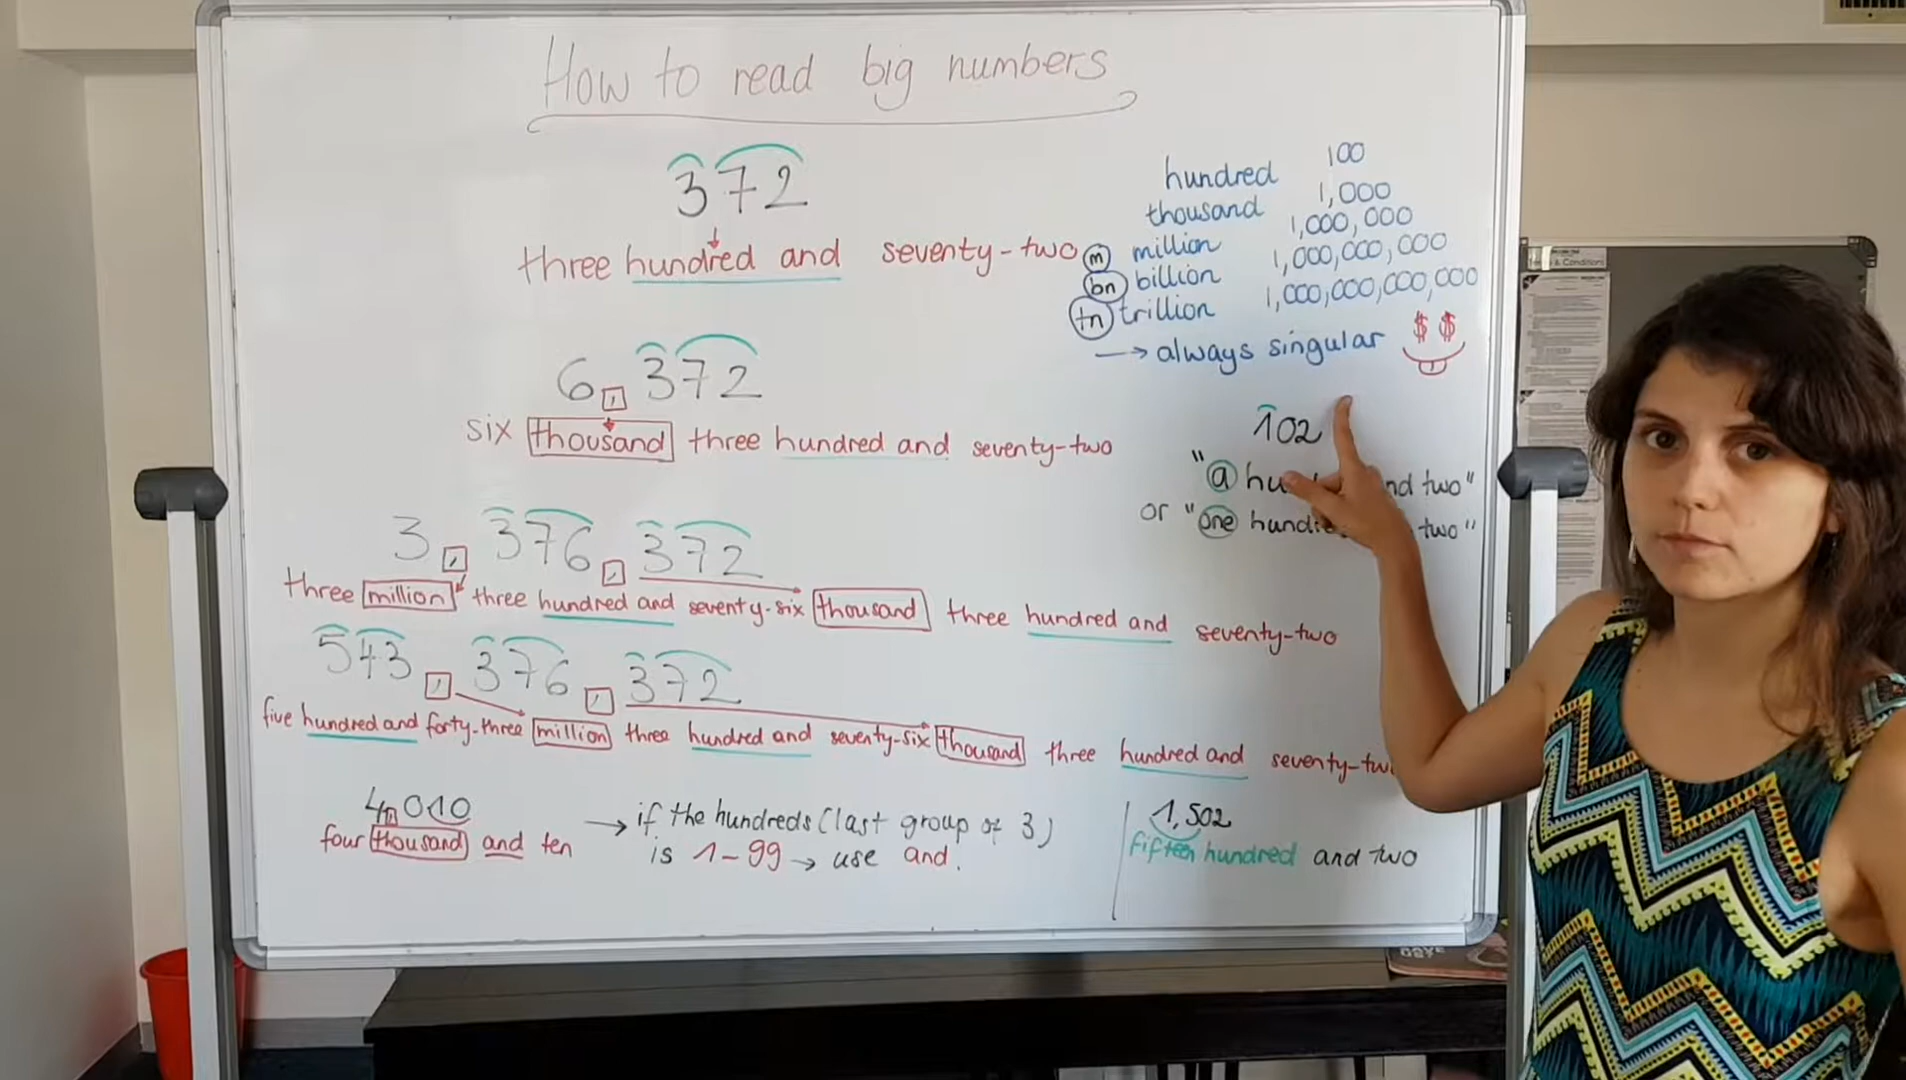 How to read big numbers
372
three hundred and seventy-two
6,372
six thousand three hundred and seventy-two
3,376,372
three million three hundred and seventy-six thousand three hundred and seventy-two
543,376,372
five hundred and forty-three million three hundred and seventy-six thousand three hundred and seventy-two
4,010
four thousand and ten
→ if the hundreds (last group of 3)
is 1-99 → use and.
hundred 100
thousand 1,000
m million 1,000,000
bn billion 1,000,000,000
tn trillion 1,000,000,000,000
→ always singular $ $
102
"a and two"
or "one two"
1,502
fifteen hundred and two